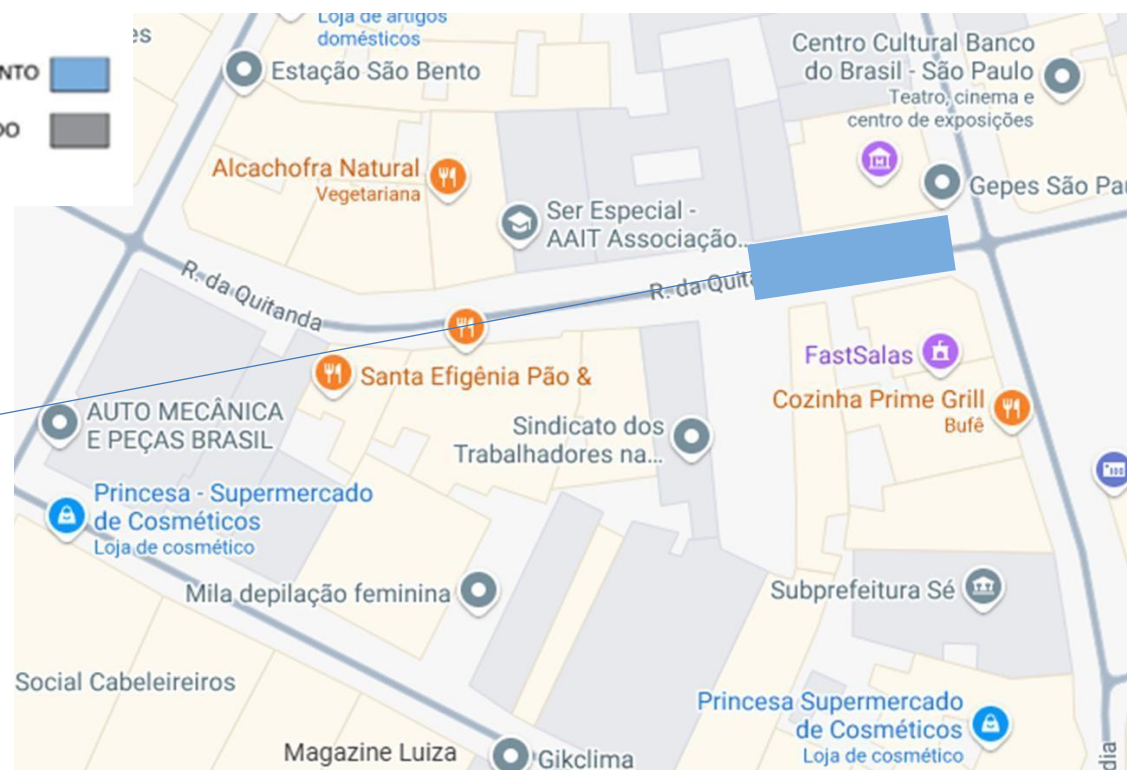 NTO
DO
es
Loja de artigos
domésticos
Estação São Bento
Centro Cultural Banco
do Brasil - São Paulo
Teatro, cinema e
centro de exposições
Alcachofra Natural
Vegetariana
Gepes São Pau
Ser Especial -
AAIT Associação...
R. da Quitanda
R. da Quit
FastSalas
Santa Efigênia Pão &
Cozinha Prime Grill
Bufê
AUTO MECÂNICA
E PEÇAS BRASIL
Sindicato dos
Trabalhadores na...
Princesa - Supermercado
de Cosméticos
Loja de cosmético
Mila depilação feminina
Subprefeitura Sé
Social Cabeleireiros
Princesa Supermercado
de Cosméticos
Loja de cosmético
Magazine Luiza
Gikclima
dia